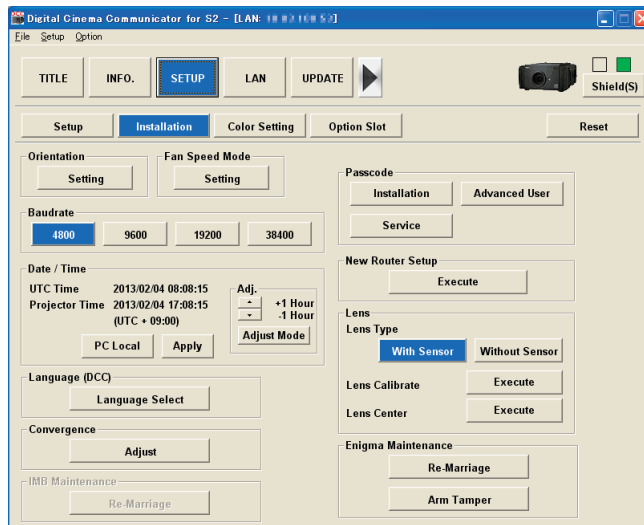 Digital Cinema Communicator for S2 - [LAN:
File Setup Option
TITLE INFO. SETUP LAN UPDATE
Shield(S)
Setup Installation Color Setting Option Slot Reset
Orientation
Setting
Fan Speed Mode
Setting
Baudrate
4800 9600 19200 38400
Date / Time
UTC Time 2013/02/04 08:08:15
Projector Time 2013/02/04 17:08:15
(UTC + 09:00)
PC Local Apply
Adj.
+1 Hour
-1 Hour
Adjust Mode
Language (DCC)
Language Select
Convergence
Adjust
IMB Maintenance
Re-Marriage
Passcode
Installation Advanced User
Service
New Router Setup
Execute
Lens
Lens Type
With Sensor Without Sensor
Lens Calibrate Execute
Lens Center Execute
Enigma Maintenance
Re-Marriage
Arm Tamper